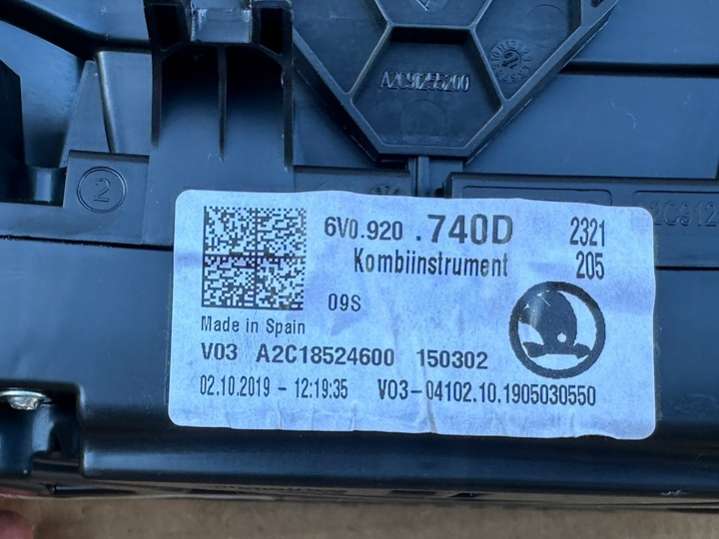 2
6V0.920 .740D 2321
Kombiinstrument 205
09S
Made in Spain
V03 A2C18524600 150302
02.10.2019 - 12:19:35 V03-04102.10.1905030550